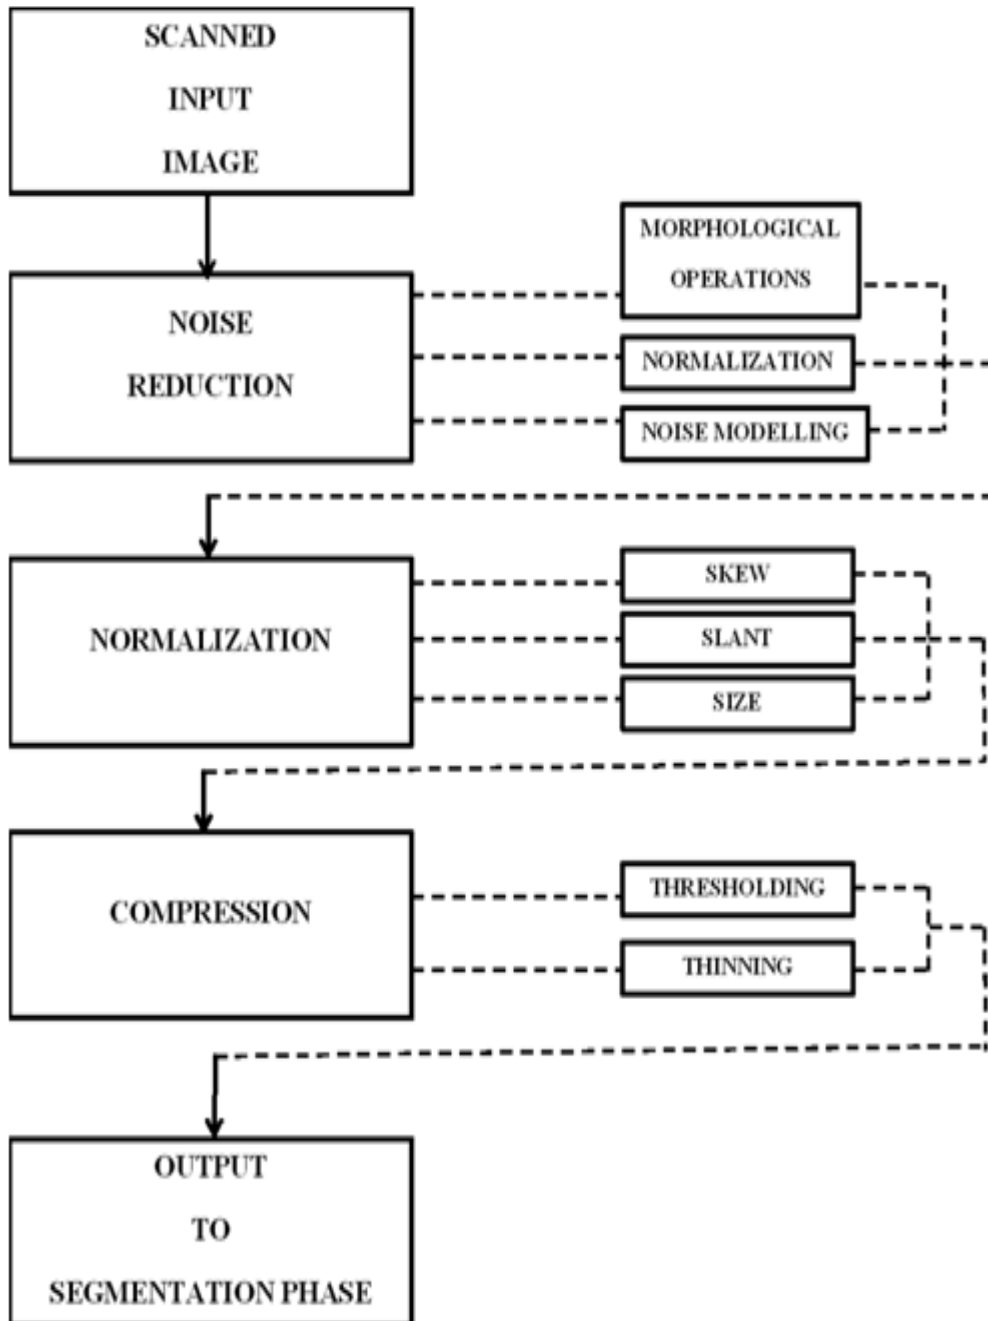 SCANNED
INPUT
IMAGE
NOISE
REDUCTION
MORPHOLOGICAL
OPERATIONS
NORMALIZATION
NOISE MODELLING
NORMALIZATION
SKEW
SLANT
SIZE
COMPRESSION
THRESHOLDING
THINNING
OUTPUT
TO
SEGMENTATION PHASE